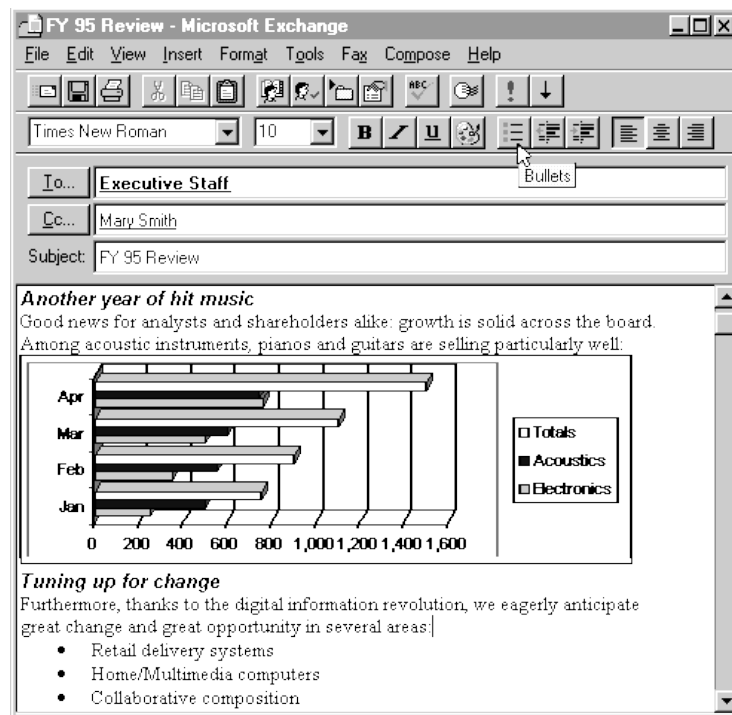 FY 95 Review - Microsoft Exchange
File Edit View Insert Format Tools Fax Compose Help
ABC
Times New Roman 10 B I U
Bullets
To... Executive Staff
Cc... Mary Smith
Subject: FY 95 Review
Another year of hit music
Good news for analysts and shareholders alike: growth is solid across the board.
Among acoustic instruments, pianos and guitars are selling particularly well:
Apr
Mar
Feb
Jan
0 200 400 600 800 1,000 1,200 1,400 1,600
Totals
Acoustics
Electronics
Tuning up for change
Furthermore, thanks to the digital information revolution, we eagerly anticipate
great change and great opportunity in several areas:
• Retail delivery systems
• Home/Multimedia computers
• Collaborative composition